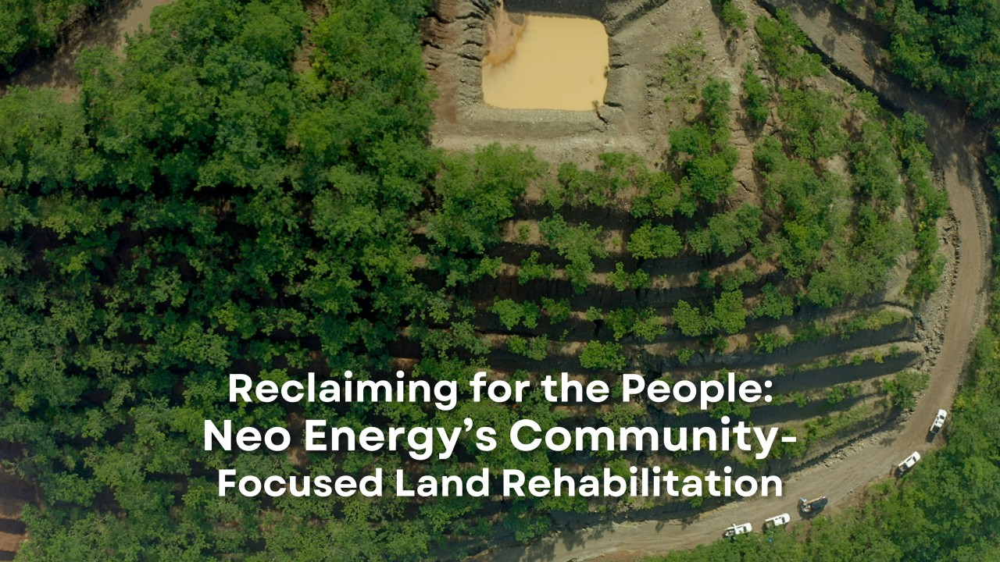 Reclaiming for the People:
Neo Energy’s Community-
Focused Land Rehabilitation